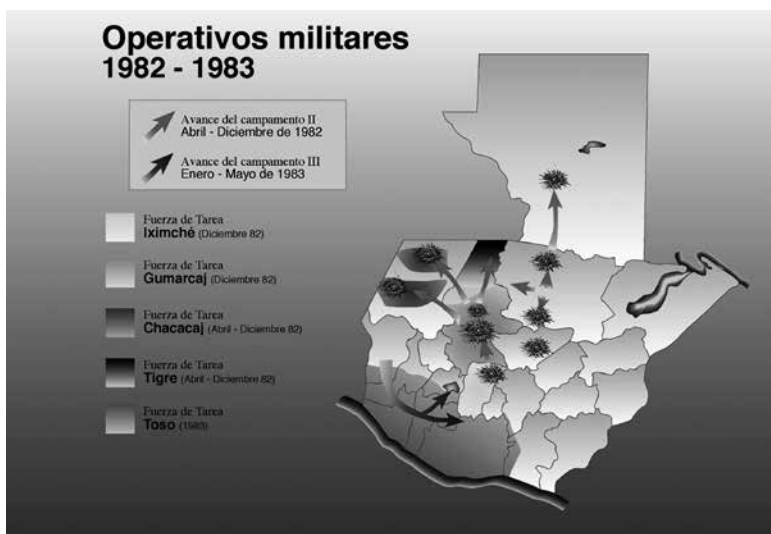 Operativos militares
1982 - 1983
Avance del campamento II
Abril - Diciembre de 1982
Avance del campamento III
Enero - Mayo de 1983
Fuerza de Tarea
Iximché (Diciembre 82)
Fuerza de Tarea
Gumarcaj (Diciembre 82)
Fuerza de Tarea
Chacacaj (Abril - Diciembre 82)
Fuerza de Tarea
Tigre (Abril - Diciembre 82)
Fuerza de Tarea
Toso (1983)